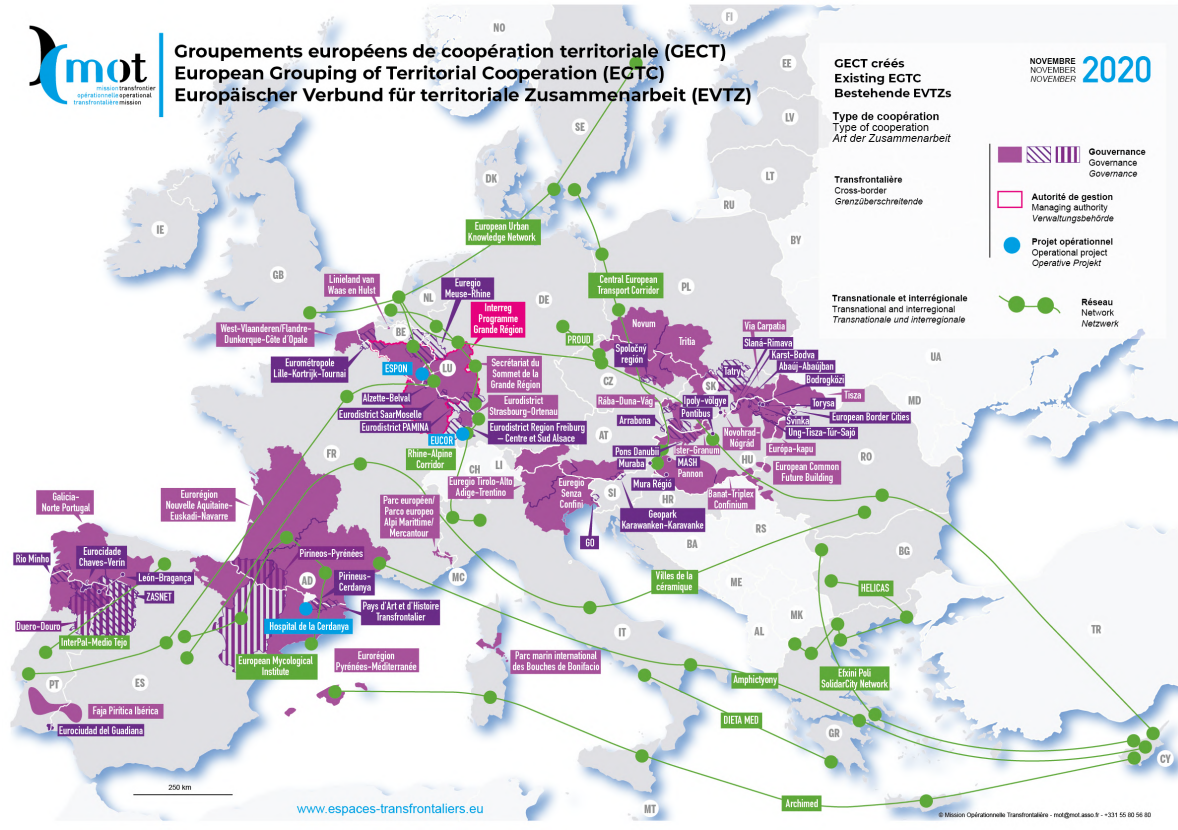 mot
mission transfrontier
opérationnelle operational
transfrontalière mission
Groupements européens de coopération territoriale (GECT)
European Grouping of Territorial Cooperation (EGTC)
Europäischer Verbund für territoriale Zusammenarbeit (EVTZ)
GECT créés
Existing EGTC
Bestehende EVTZs
NOVEMBRE
NOVEMBER
NOVEMBER
2020
Type de coopération
Type of cooperation
Art der Zusammenarbeit
Gouvernance
Governance
Governance
Transfrontalière
Cross-border
Grenzüberschreitende
Autorité de gestion
Managing authority
Verwaltungsbehörde
Projet opérationnel
Operational project
Operative Projekt
Transnationale et interrégionale
Transnational and interregional
Transnationale und interregionale
Réseau
Network
Netzwerk
NO
FI
SE
EE
LV
LT
DK
RU
BY
IE
GB
NL
DE
PL
BE
LU
UA
CZ
SK
MD
FR
AT
CH
LI
HU
RO
SI
HR
BA
RS
BG
AD
MC
ME
MK
AL
IT
TR
PT
ES
GR
CY
MT
European Urban
Knowledge Network
Linieland van
Waas en Hulst
Euregio
Meuse-Rhine
Central European
Transport Corridor
Interreg
Programme
Grande Région
West-Vlaanderen/Flandre-
Dunkerque-Côte d'Opale
Novum
Tritia
Via Carpatia
Slaná-Rimava
PROUD
Spoločný
región
Karst-Bodva
Abaúj-Abaújban
Eurométropole
Lille-Kortrijk-Tournai
ESPON
Secrétariat du
Sommet de la
Grande Région
Tatry
Bodrogközi
Tisza
Alzette-Belval
Rába-Duna-Vág
Ipoly-völgye
Torysa
Eurodistrict SaarMoselle
Eurodistrict
Strasbourg-Ortenau
Pontibus
European Border Cities
Arrabona
Svinka
Eurodistrict PAMINA
Eurodistrict Region Freiburg
– Centre et Sud Alsace
Novohrad-
Nógrád
Ung-Tisza-Túr-Sajó
EUCOR
Rhine-Alpine
Corridor
Pons Danubii
Ister-Granum
Europa-kapu
Muraba
MASH
Pannon
European Common
Future Building
Euregio Tirolo-Alto
Adige-Trentino
Euregio
Senza
Confini
Mura Régió
Banat-Triplex
Confinium
Galicia-
Norte Portugal
Eurorégion
Nouvelle Aquitaine-
Euskadi-Navarre
Parc européen/
Parco europeo
Alpi Marittime/
Mercantour
Geopark
Karawanken-Karavanke
GO
Rio Minho
Eurocidade
Chaves-Verín
Pirineos-Pyrénées
León-Bragança
Pirineus-
Cerdanya
Villes de la
céramique
HELICAS
ZASNET
Pays d'Art et d'Histoire
Transfrontalier
Duero-Douro
Hospital de la Cerdanya
InterPal-Medio Tejo
European Mycological
Institute
Eurorégion
Pyrénées-Méditerranée
Parc marin international
des Bouches de Bonifacio
Amphictyony
Efxini Poli
SolidarCity Network
Faja Pirítica Ibérica
DIETA MED
Eurociudad del Guadiana
250 km
www.espaces-transfrontaliers.eu
Archimed
© Mission Opérationnelle Transfrontalière - mot@mot.asso.fr - +331 55 80 56 80